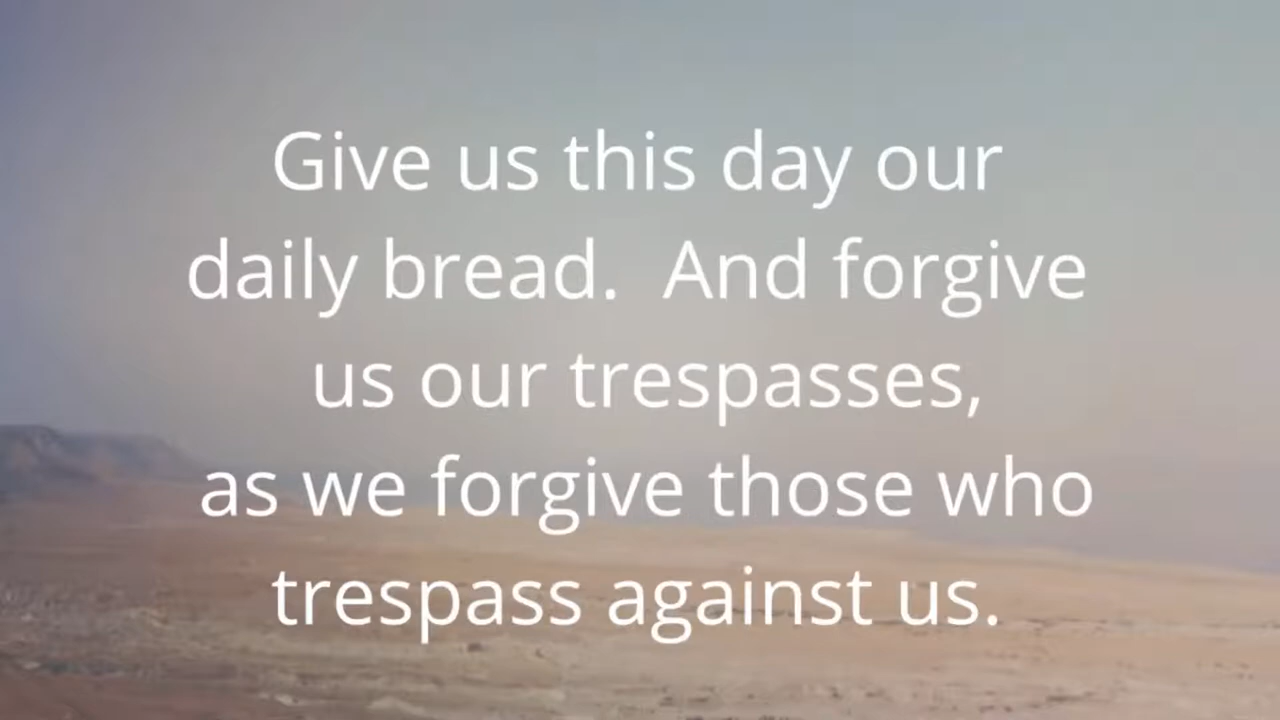 Give us this day our
daily bread.  And forgive
us our trespasses,
as we forgive those who
trespass against us.